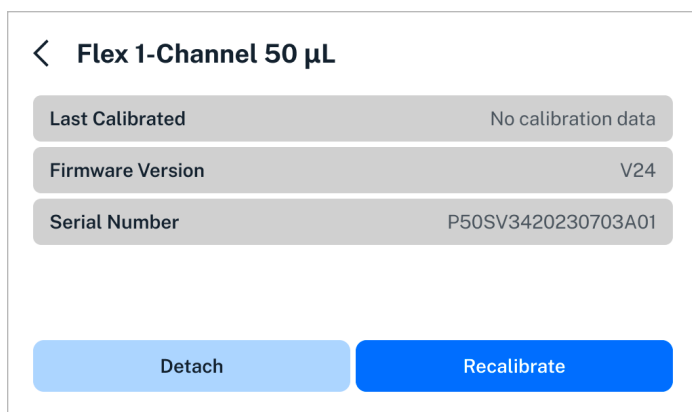 Flex 1-Channel 50 μL
Last Calibrated No calibration data
Firmware Version V24
Serial Number P50SV3420230703A01
Detach Recalibrate